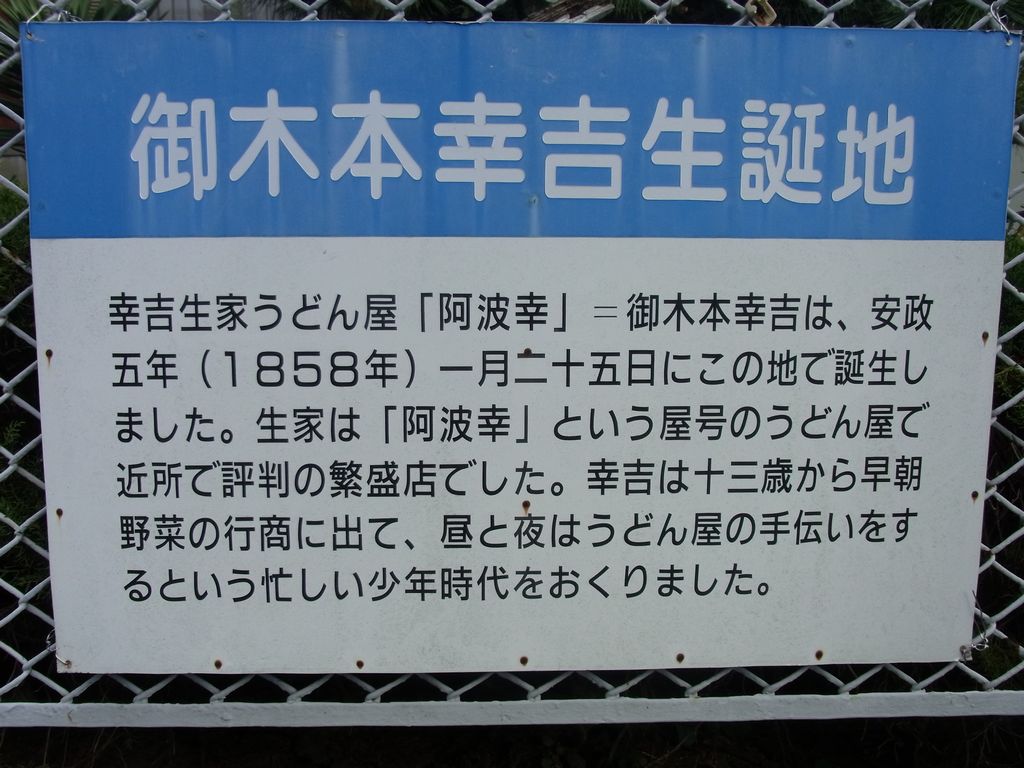 御木本幸吉生誕地
幸吉生家うどん屋「阿波幸」＝御木本幸吉は、安政
五年（１８５８年）一月二十五日にこの地で誕生し
ました。生家は「阿波幸」という屋号のうどん屋で
近所で評判の繁盛店でした。幸吉は十三歳から早朝
野菜の行商に出て、昼と夜はうどん屋の手伝いをす
るという忙しい少年時代をおくりました。